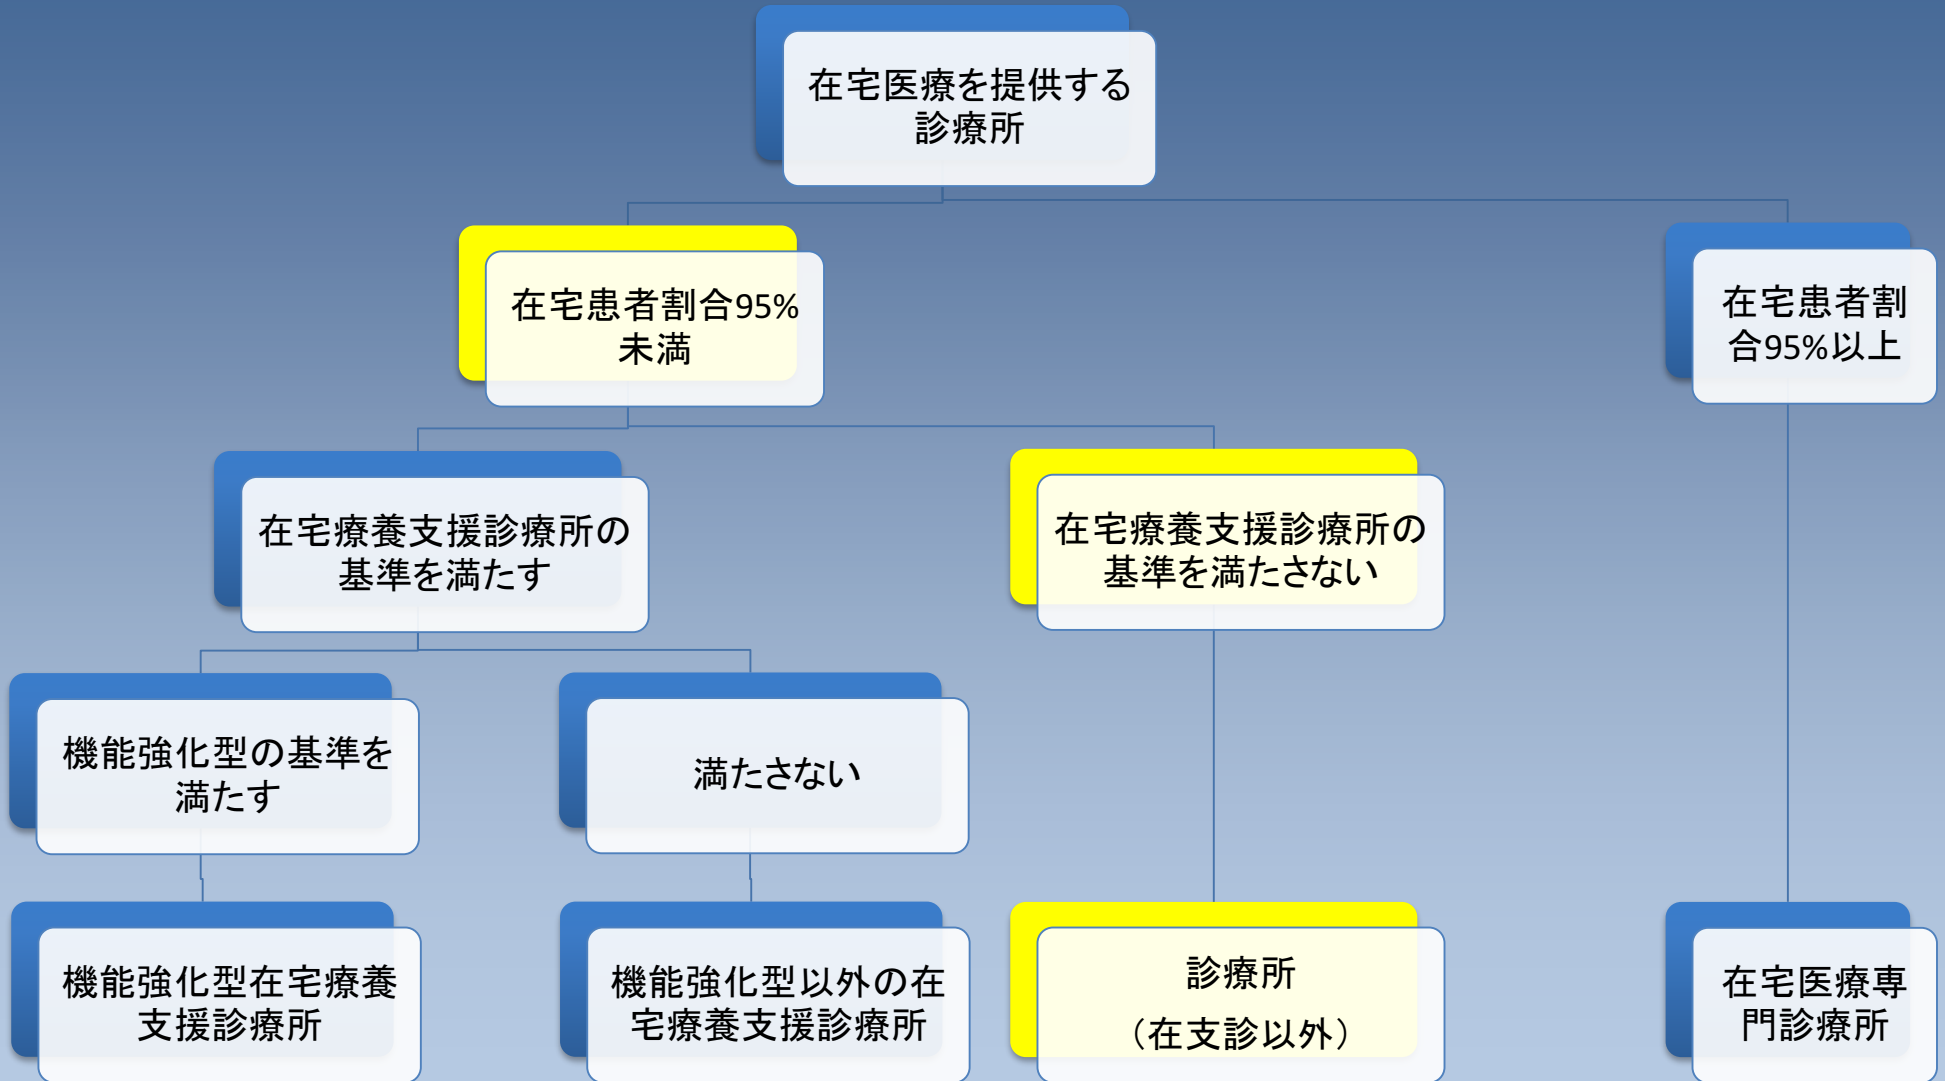 在宅医療を提供する
診療所
在宅患者割合95%
未満
在宅患者割
合95%以上
在宅療養支援診療所の
基準を満たす
在宅療養支援診療所の
基準を満たさない
機能強化型の基準を
満たす
満たさない
機能強化型在宅療養
支援診療所
機能強化型以外の在
宅療養支援診療所
診療所
（在支診以外）
在宅医療専
門診療所